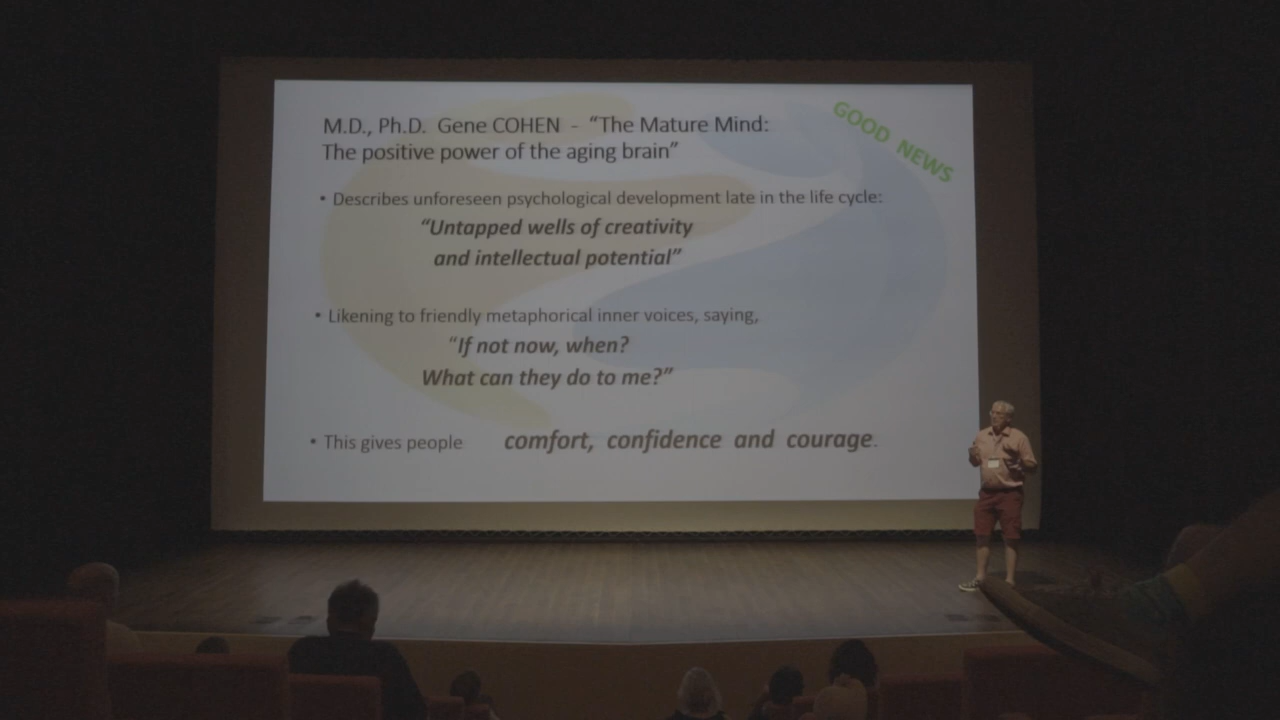 M.D., Ph.D. Gene COHEN - “The Mature Mind:
The positive power of the aging brain”
GOOD NEWS
• Describes unforeseen psychological development late in the life cycle:
“Untapped wells of creativity
and intellectual potential”
• Likening to friendly metaphorical inner voices, saying,
“If not now, when?
What can they do to me?”
• This gives people comfort, confidence and courage.